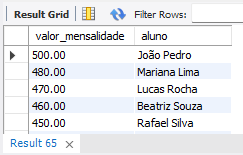 Result Grid Filter Rows:
valor_mensalidade aluno
500.00 João Pedro
480.00 Mariana Lima
470.00 Lucas Rocha
460.00 Beatriz Souza
450.00 Rafael Silva
Result 65